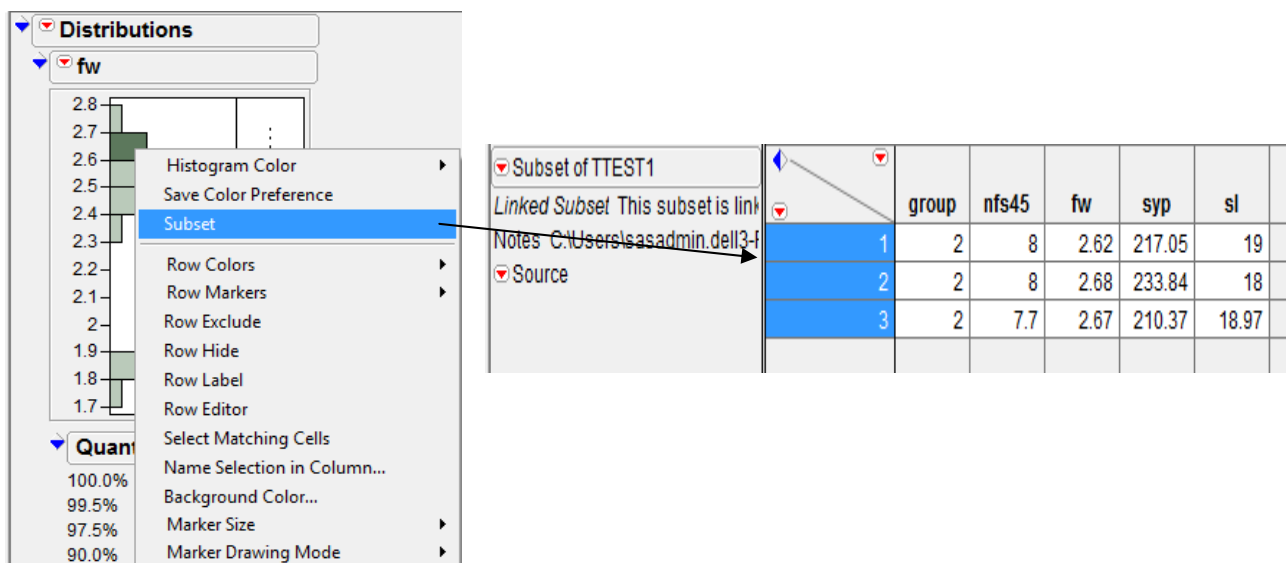 Distributions
fw
2.8
2.7
2.6
2.5
2.4
2.3
2.2
2.1
2
1.9
1.8
1.7
Quant
100.0%
99.5%
97.5%
90.0%
Histogram Color
Save Color Preference
Subset
Row Colors
Row Markers
Row Exclude
Row Hide
Row Label
Row Editor
Select Matching Cells
Name Selection in Column...
Background Color...
Marker Size
Marker Drawing Mode
Subset of TTEST1
Linked Subset This subset is link
Notes C:\Users\sasadmin.dell3-F
Source
group nfs45 fw syp sl
1 2 8 2.62 217.05 19
2 2 8 2.68 233.84 18
3 2 7.7 2.67 210.37 18.97